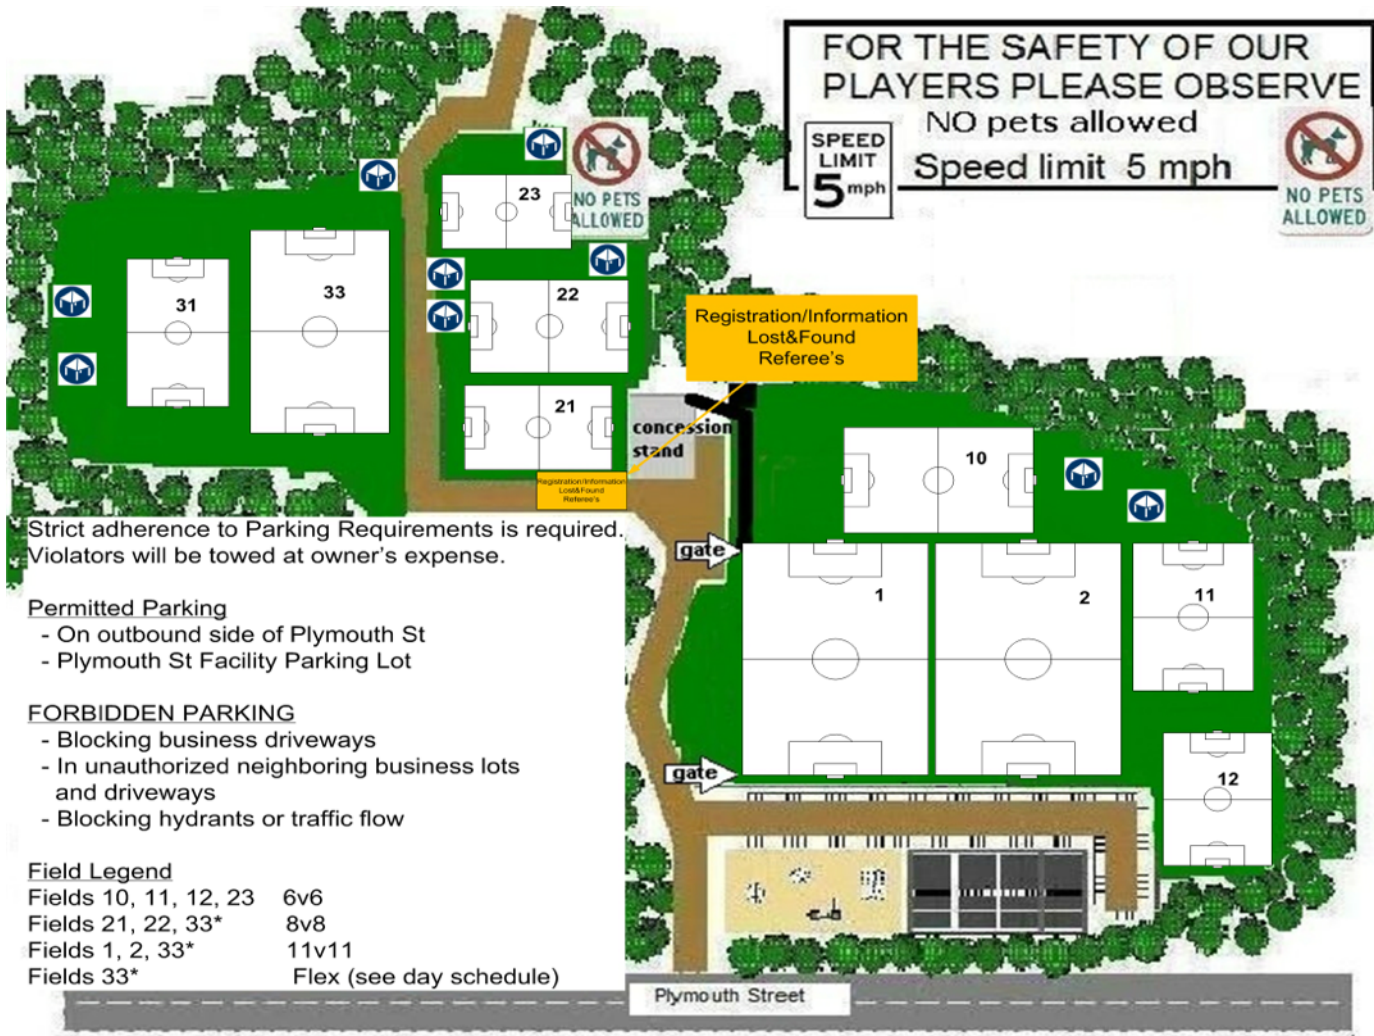 FOR THE SAFETY OF OUR
PLAYERS PLEASE OBSERVE
NO pets allowed
Speed limit 5 mph
SPEED
LIMIT
5 mph
NO PETS
ALLOWED
NO PETS
ALLOWED
23
31
33
22
21
Registration/Information
Lost&Found
Referee's
concession
stand
Registration/Information
Lost&Found
Referee's
10
gate
1
2
11
gate
12
Strict adherence to Parking Requirements is required.
Violators will be towed at owner's expense.
Permitted Parking
- On outbound side of Plymouth St
- Plymouth St Facility Parking Lot
FORBIDDEN PARKING
- Blocking business driveways
- In unauthorized neighboring business lots
and driveways
- Blocking hydrants or traffic flow
Field Legend
Fields 10, 11, 12, 23 6v6
Fields 21, 22, 33* 8v8
Fields 1, 2, 33* 11v11
Fields 33* Flex (see day schedule)
Plymouth Street